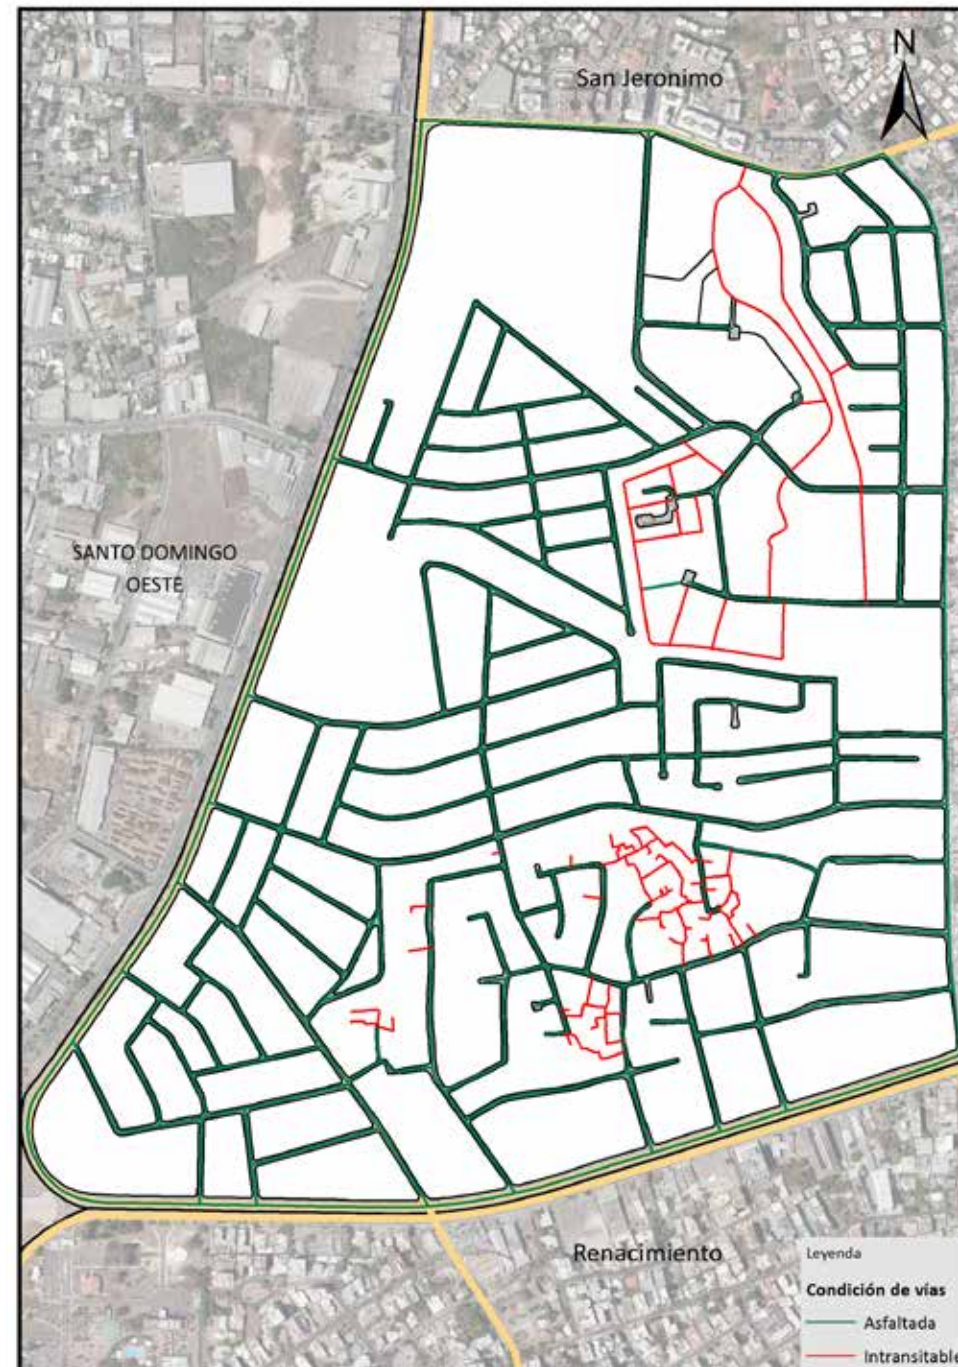 San Jeronimo
N
SANTO DOMINGO
OESTE
Renacimiento
Leyenda
Condición de vías
Asfaltada
Intransitable